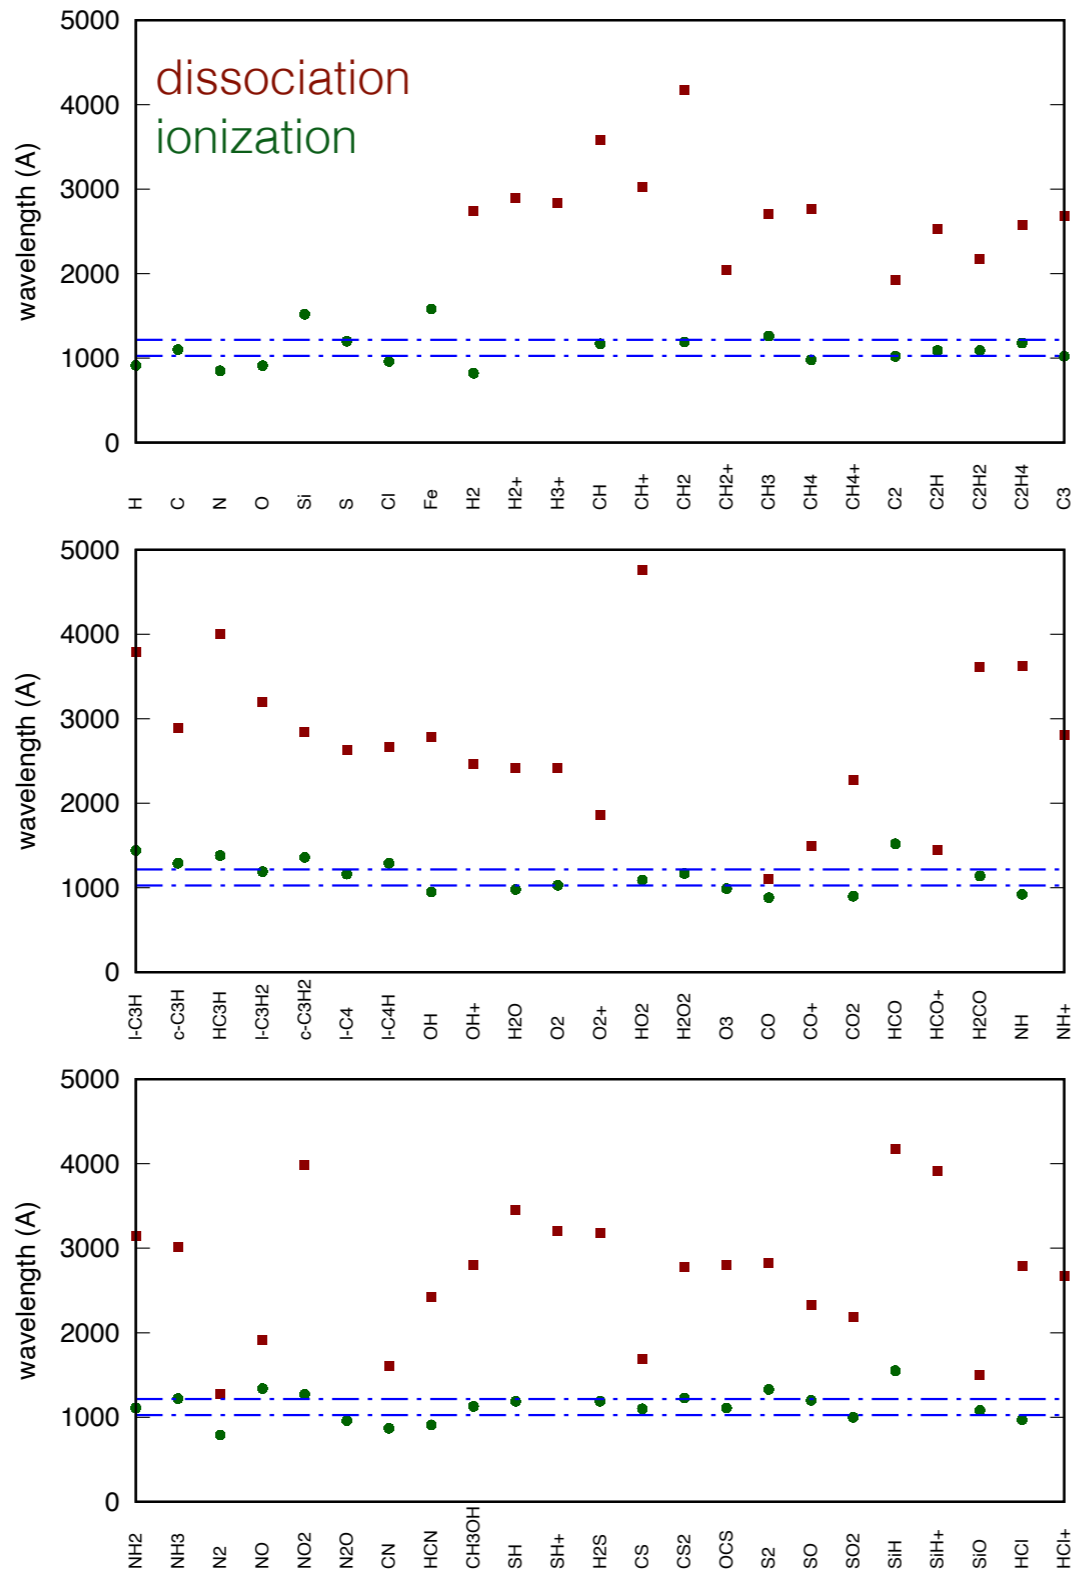 5000
dissociation
ionization
4000
3000
2000
1000
0
wavelength (A)
H C N O Si S Cl Fe H2 H2+ H3+ CH CH+ CH2 CH2+ CH3 CH4 CH4+ C2 C2H C2H2 C2H4 C3
5000
4000
3000
2000
1000
0
wavelength (A)
l-C3H c-C3H HC3H l-C3H2 c-C3H2 l-C4 l-C4H OH OH+ H2O O2 O2+ HO2 H2O2 O3 CO CO+ CO2 HCO HCO+ H2CO NH NH+
5000
4000
3000
2000
1000
0
wavelength (A)
NH2 NH3 N2 NO NO2 N2O CN HCN CH3OH SH SH+ H2S CS CS2 OCS S2 SO SO2 SiH SiH+ SiO HCl HCl+